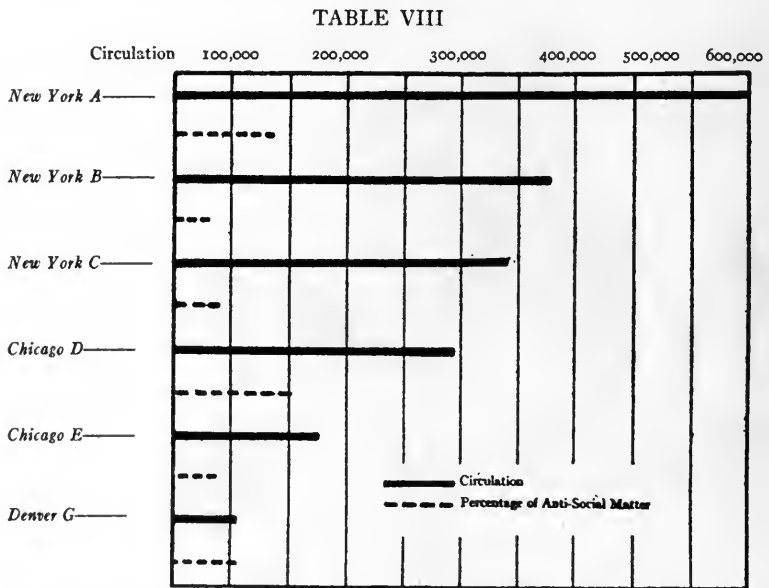 TABLE VIII
Circulation 100,000 200,000 300,000 400,000 500,000 600,000
New York A
New York B
New York C
Chicago D
Chicago E
Circulation
Percentage of Anti-Social Matter
Denver G